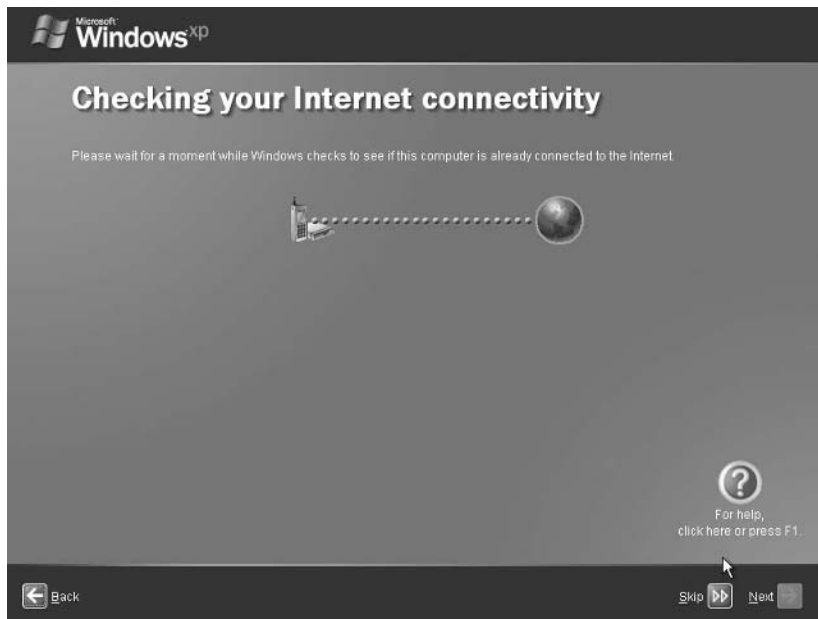 Microsoft
Windows xp
Checking your Internet connectivity
Please wait for a moment while Windows checks to see if this computer is already connected to the Internet.
?
For help,
click here or press F1.
Back
Skip
Next